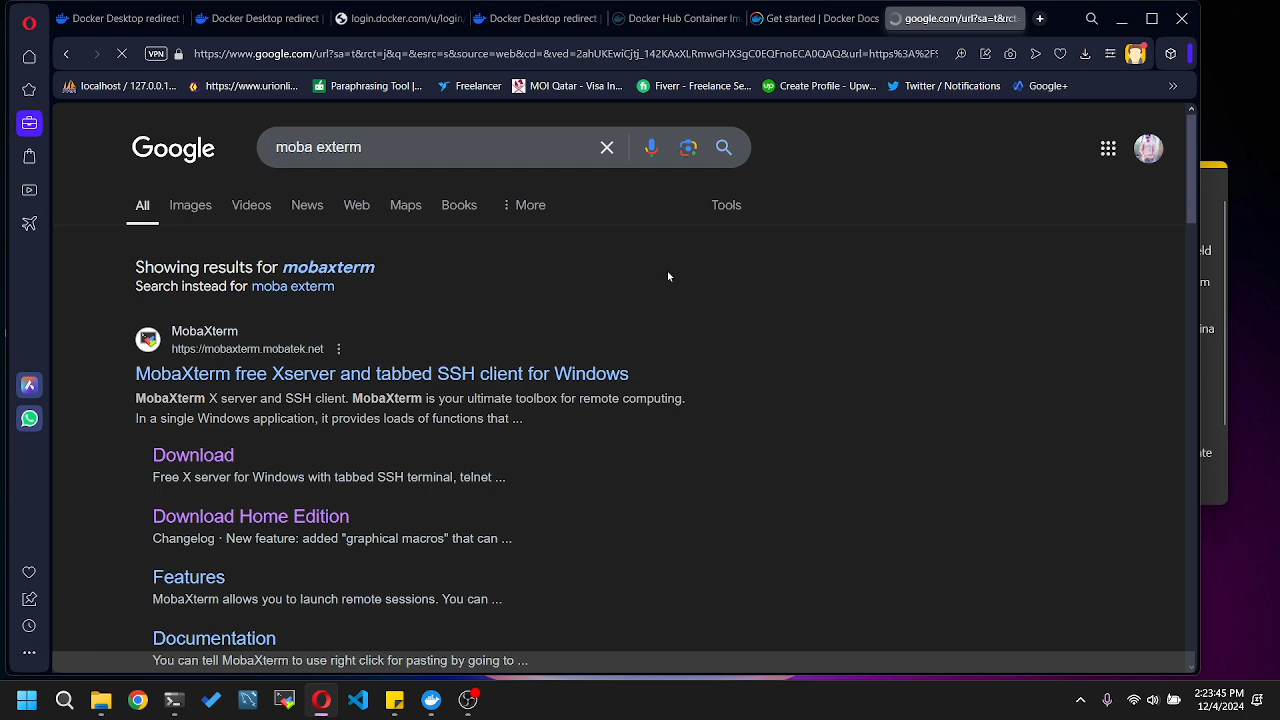 Docker Desktop redirect
Docker Desktop redirect
login.docker.com/u/login/
Docker Desktop redirect
Docker Hub Container Im
Get started | Docker Docs
google.com/url?sa=t&rct=
VPN
https://www.google.com/url?sa=t&rct=j&q=&esrc=s&source=web&cd=&ved=2ahUKEwiCjtj_142KAxXLRmwGHX3gC0EQFnoECA0QAQ&url=https%3A%2F%
localhost / 127.0.0.1...
https://www.urionli...
Paraphrasing Tool |...
Freelancer
MOI Qatar - Visa In...
Fiverr - Freelance Se...
Create Profile - Upw...
Twitter / Notifications
Google+
Google
moba exterm
All
Images
Videos
News
Web
Maps
Books
More
Tools
Showing results for mobaxterm
Search instead for moba exterm
MobaXterm
https://mobaxterm.mobatek.net
MobaXterm free Xserver and tabbed SSH client for Windows
MobaXterm X server and SSH client. MobaXterm is your ultimate toolbox for remote computing.
In a single Windows application, it provides loads of functions that ...
Download
Free X server for Windows with tabbed SSH terminal, telnet ...
Download Home Edition
Changelog · New feature: added "graphical macros" that can ...
Features
MobaXterm allows you to launch remote sessions. You can ...
Documentation
You can tell MobaXterm to use right click for pasting by going to ...
2:23:45 PM
12/4/2024